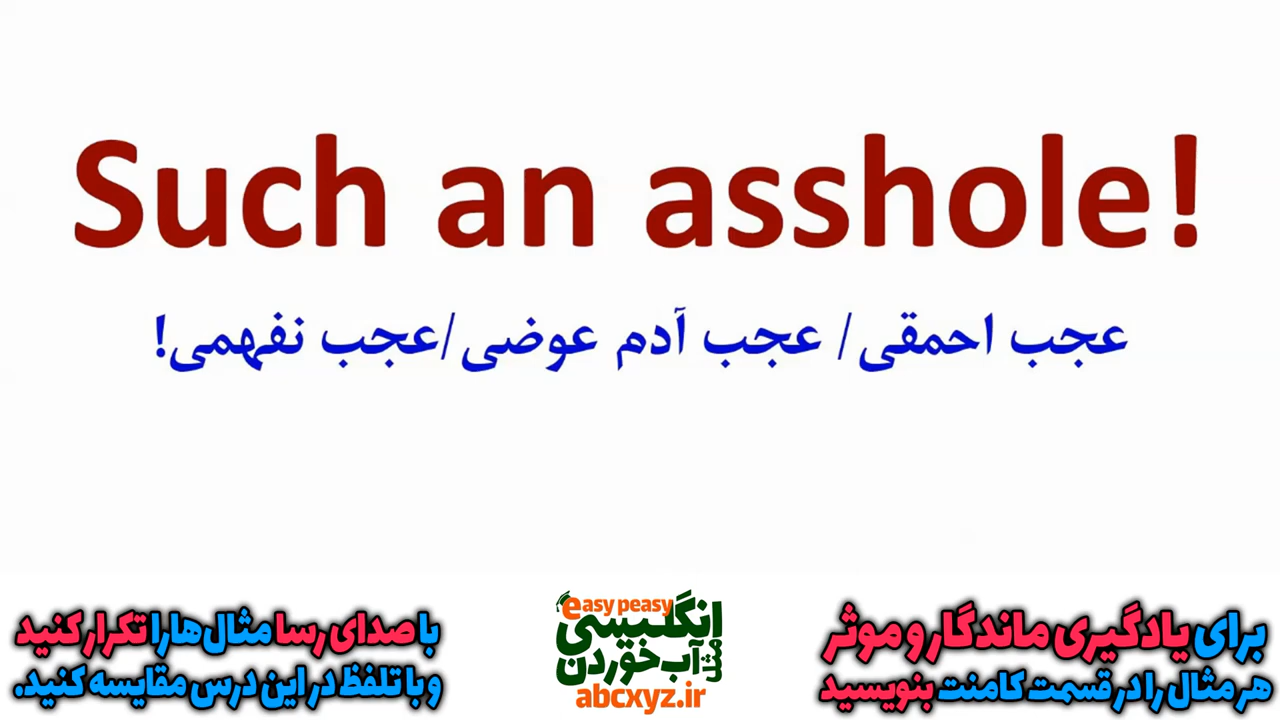 Such an asshole!
عجب احمقی/ عجب آدم عوضی/عجب نفهمی!
برای یادگیری ماندگار و موثر
هر مثال را در قسمت کامنت بنویسید
easy peasy
انگلیسی
مثل آب خوردن
abcxyz.ir
با صدای رسا مثال‌ها را تکرار کنید
و با تلفظ در این درس مقایسه کنید.